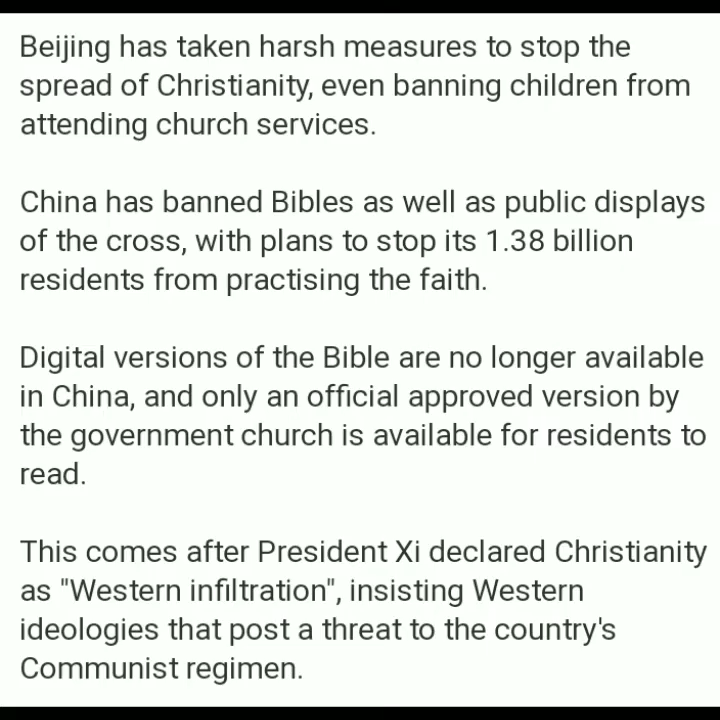 Beijing has taken harsh measures to stop the
spread of Christianity, even banning children from
attending church services.
China has banned Bibles as well as public displays
of the cross, with plans to stop its 1.38 billion
residents from practising the faith.
Digital versions of the Bible are no longer available
in China, and only an official approved version by
the government church is available for residents to
read.
This comes after President Xi declared Christianity
as "Western infiltration", insisting Western
ideologies that post a threat to the country's
Communist regimen.